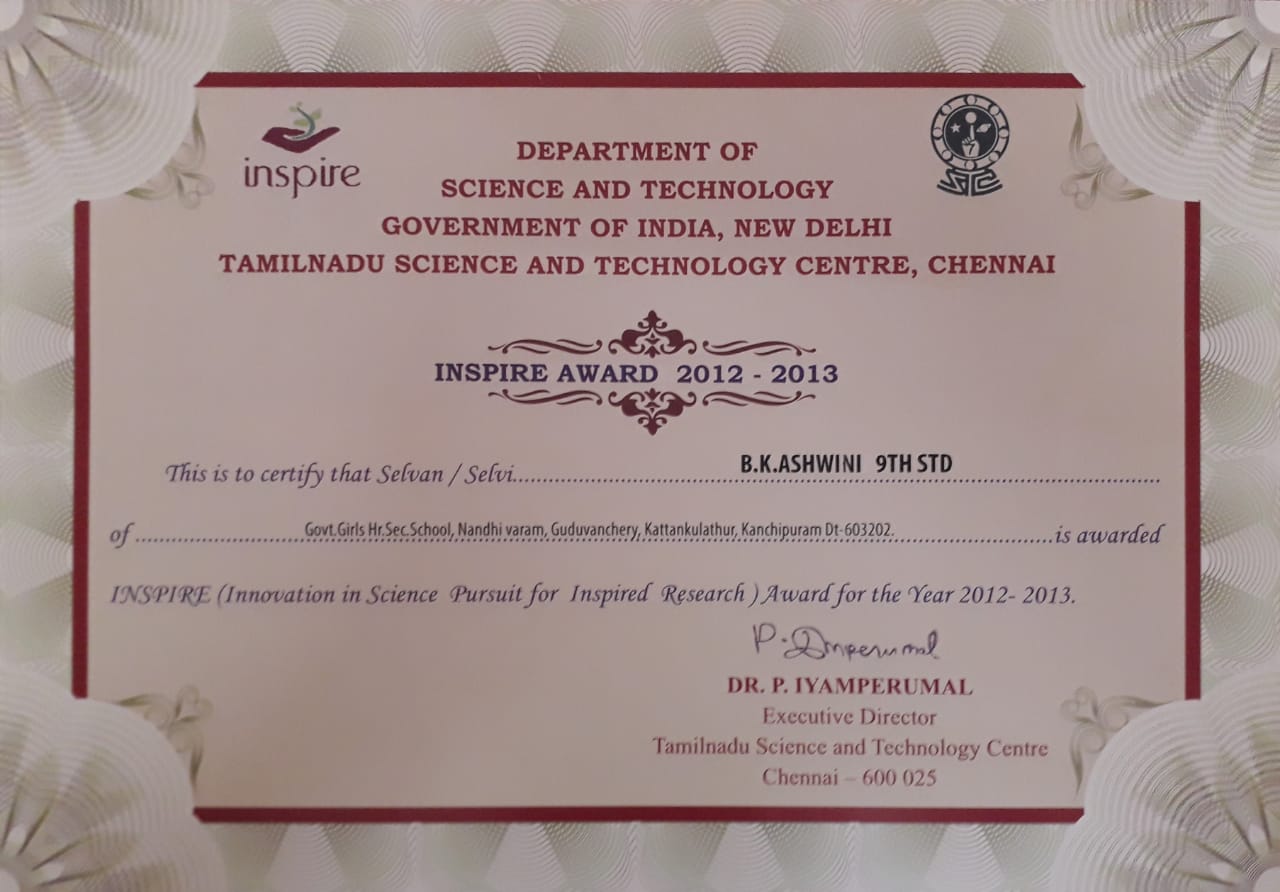 inspire
DEPARTMENT OF
SCIENCE AND TECHNOLOGY
GOVERNMENT OF INDIA, NEW DELHI
TAMILNADU SCIENCE AND TECHNOLOGY CENTRE, CHENNAI
INSPIRE AWARD 2012 - 2013
This is to certify that Selvan / Selvi B.K.ASHWINI 9TH STD
of Govt.Girls Hr.Sec.School, Nandhi varam, Guduvanchery, Kattankulathur, Kanchipuram Dt-603202. is awarded
INSPIRE (Innovation in Science Pursuit for Inspired Research ) Award for the Year 2012- 2013.
DR. P. IYAMPERUMAL
Executive Director
Tamilnadu Science and Technology Centre
Chennai – 600 025